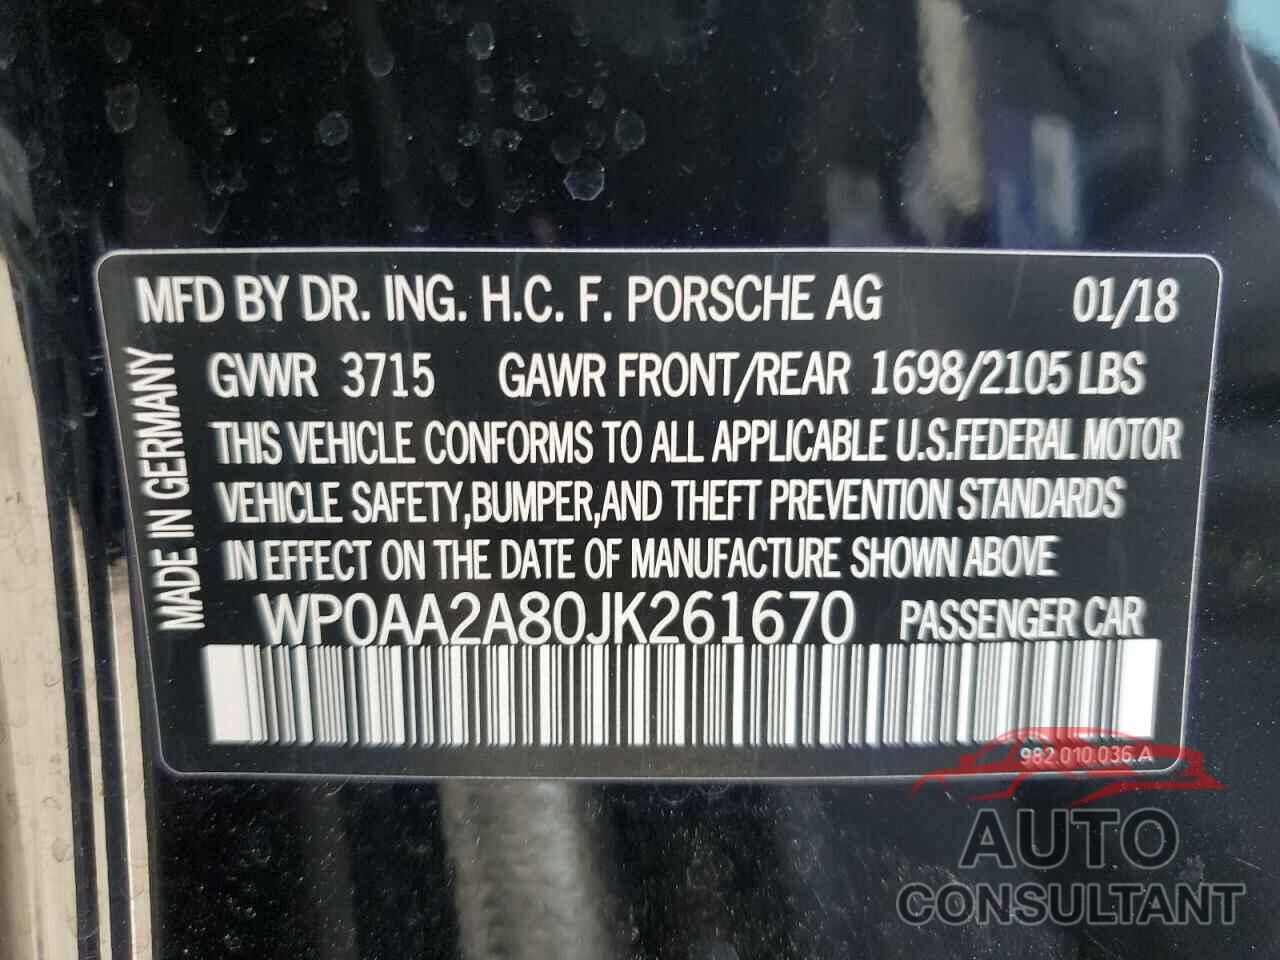 MFD BY DR. ING. H.C. F. PORSCHE AG 01/18
GVWR 3715 GAWR FRONT/REAR 1698/2105 LBS
THIS VEHICLE CONFORMS TO ALL APPLICABLE U.S.FEDERAL MOTOR
VEHICLE SAFETY,BUMPER,AND THEFT PREVENTION STANDARDS
IN EFFECT ON THE DATE OF MANUFACTURE SHOWN ABOVE
WP0AA2A80JK261670 PASSENGER CAR
MADE IN GERMANY
982.010.036.A
AUTO
CONSULTANT